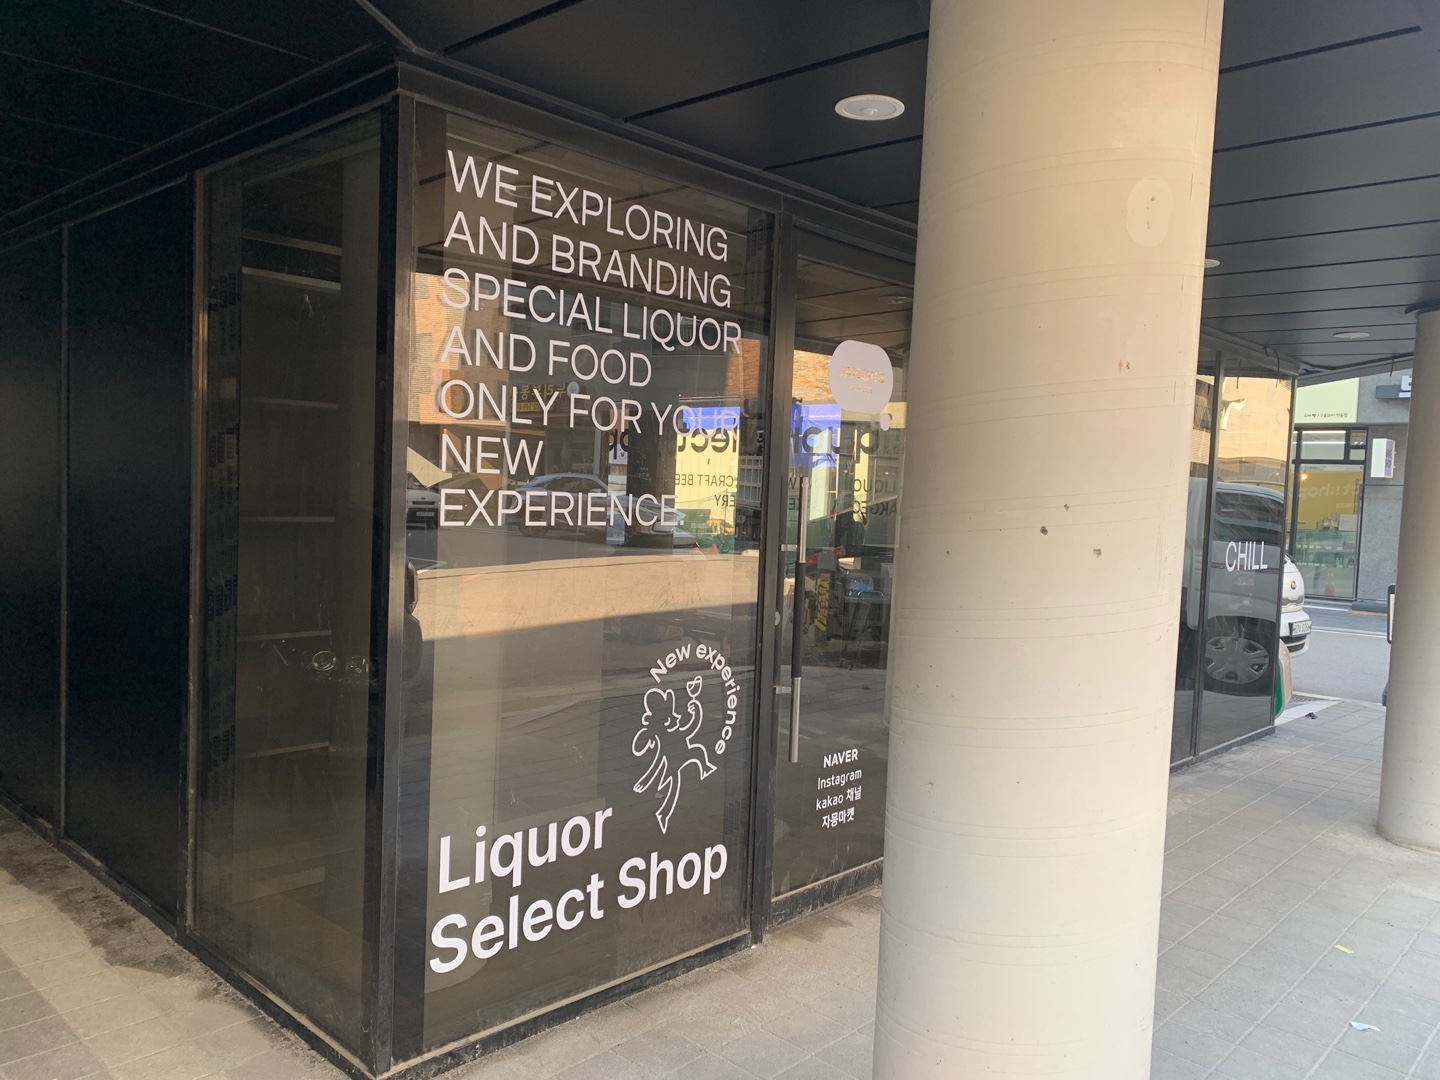 WE EXPLORING
AND BRANDING
SPECIAL LIQUOR
AND FOOD
ONLY FOR YOUR
NEW
EXPERIENCE.
New experience
Liquor
Select Shop
NAVER
Instagram
kakao 채널
자몽마켓
CHILL